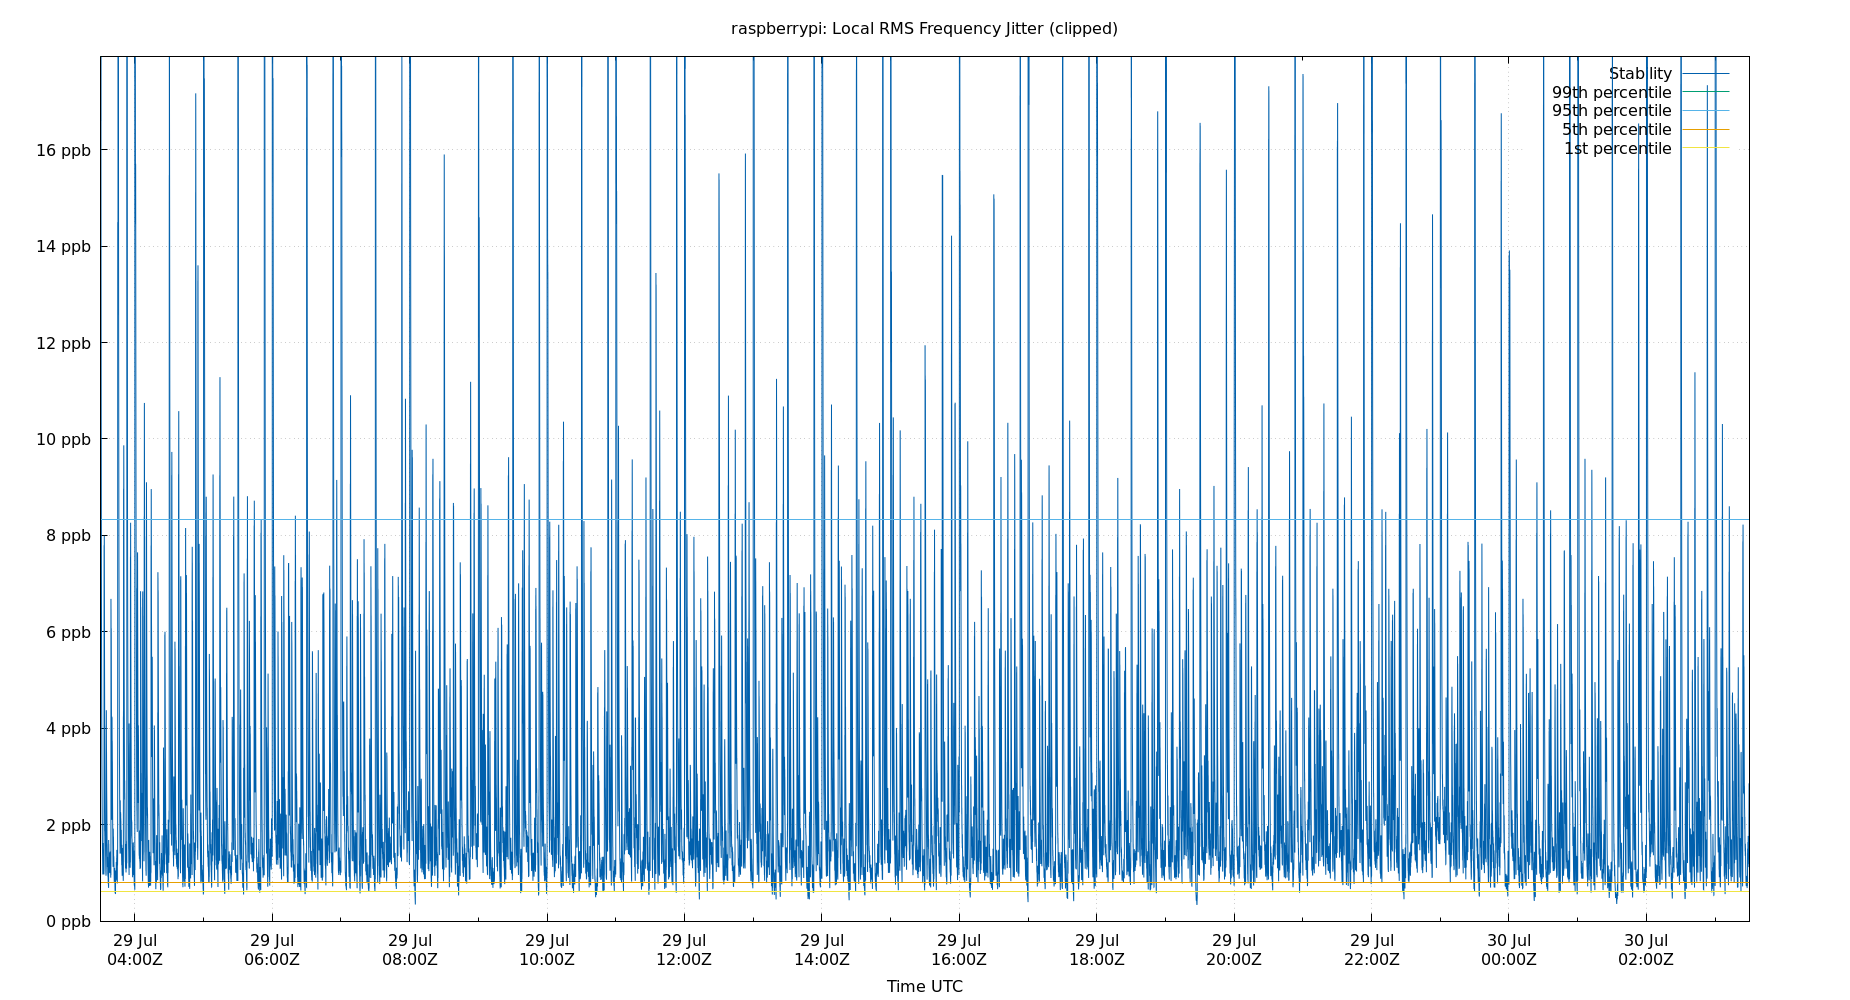 raspberrypi: Local RMS Frequency Jitter (clipped)
Stability
99th percentile
95th percentile
5th percentile
1st percentile
16 ppb
14 ppb
12 ppb
10 ppb
8 ppb
6 ppb
4 ppb
2 ppb
0 ppb
29 Jul 29 Jul 29 Jul 29 Jul 29 Jul 29 Jul 29 Jul 29 Jul 29 Jul 29 Jul 30 Jul 30 Jul
04:00Z 06:00Z 08:00Z 10:00Z 12:00Z 14:00Z 16:00Z 18:00Z 20:00Z 22:00Z 00:00Z 02:00Z
Time UTC